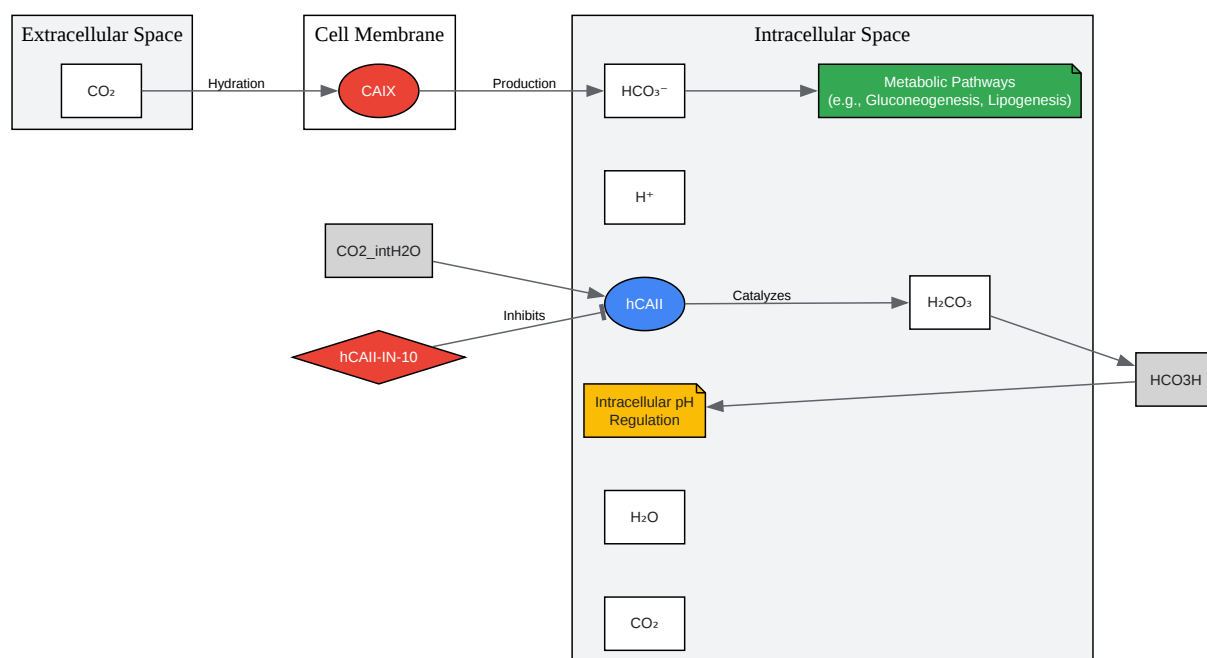 Extracellular Space
Cell Membrane
Intracellular Space
CO₂
Hydration
CAIX
Production
HCO₃⁻
Metabolic Pathways
(e.g., Gluconeogenesis, Lipogenesis)
H⁺
CO2_intH2O
hCAII
Catalyzes
H₂CO₃
Inhibits
hCAII-IN-10
HCO3H
Intracellular pH
Regulation
H₂O
CO₂